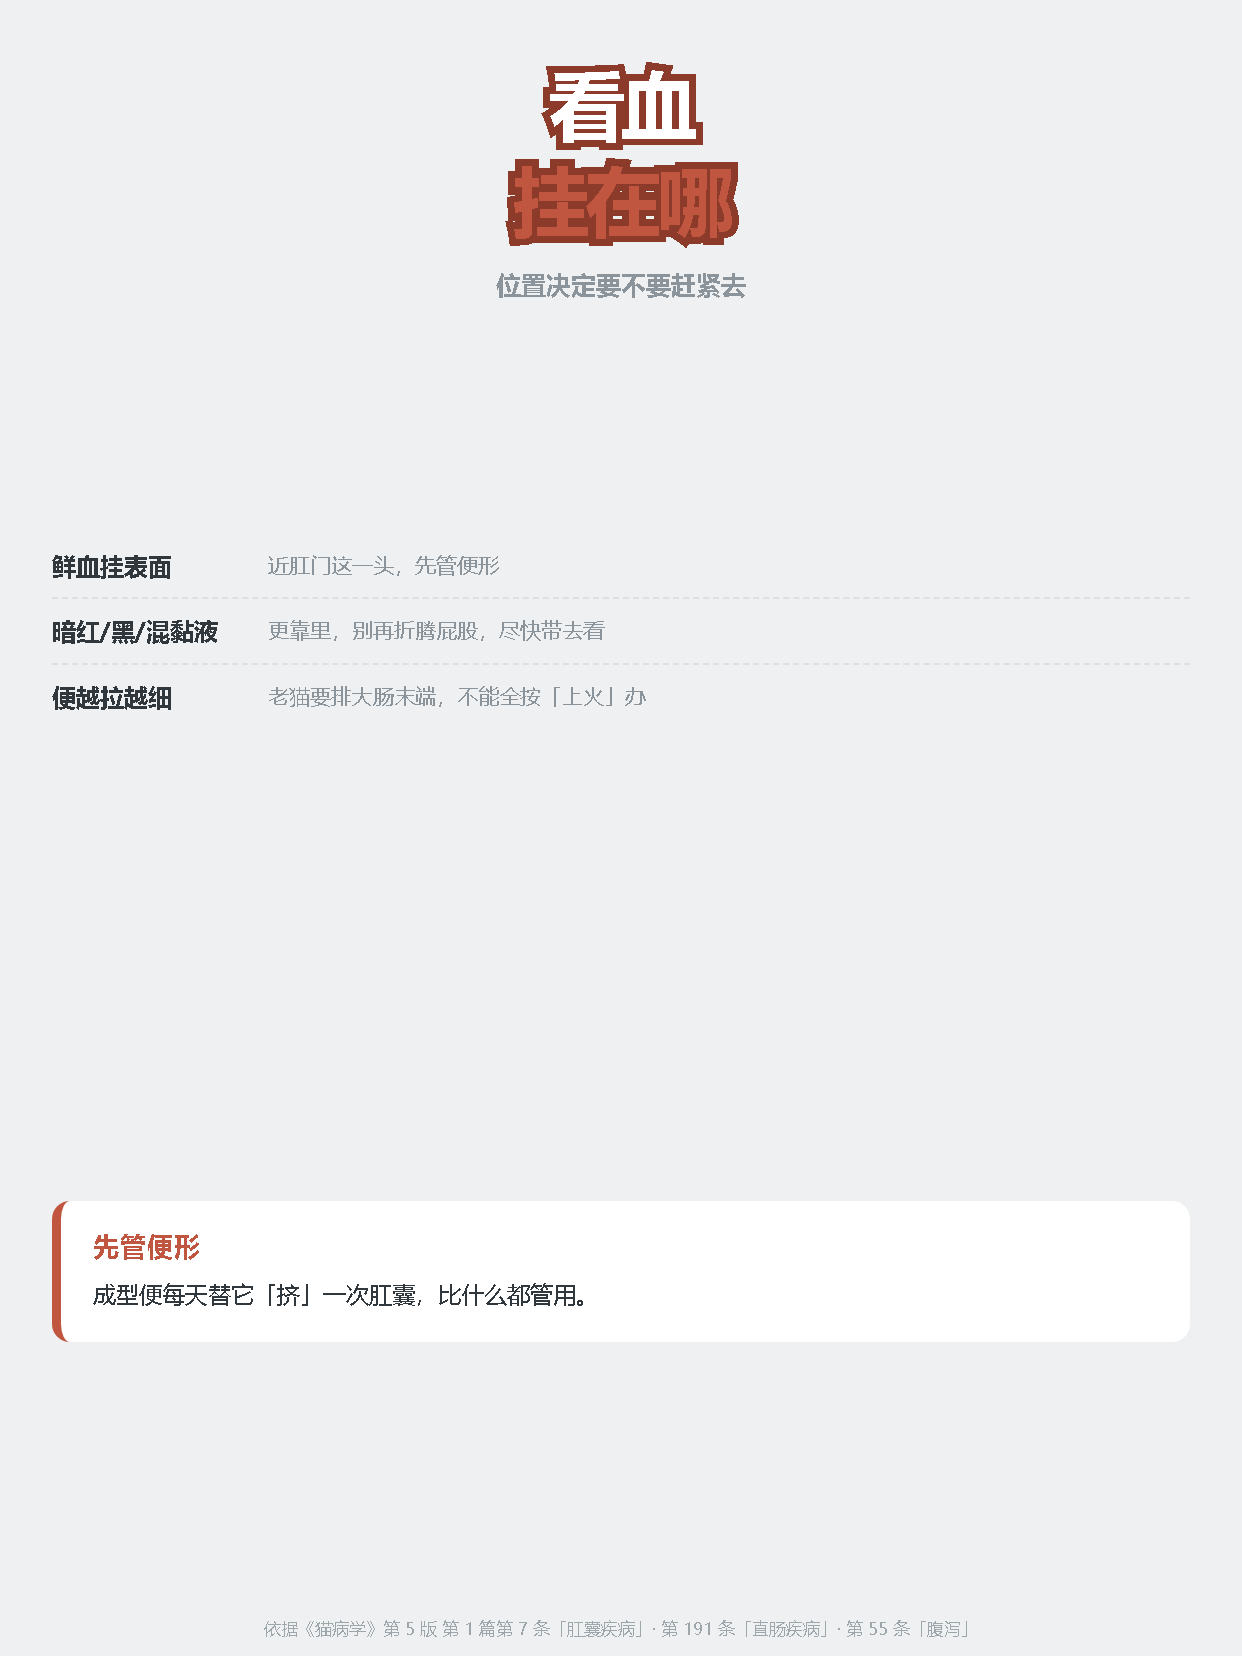 看血
挂在哪
位置决定要不要赶紧去
鲜血挂表面 近肛门这一头，先管便形
暗红/黑/混黏液 更靠里，别再折腾屁股，尽快带去看
便越拉越细 老猫要排大肠末端，不能全按「上火」办
先管便形
成型便每天替它「挤」一次肛囊，比什么都管用。
依据《猫病学》第 5 版 第 1 篇第 7 条「肛囊疾病」· 第 191 条「直肠疾病」· 第 55 条「腹泻」